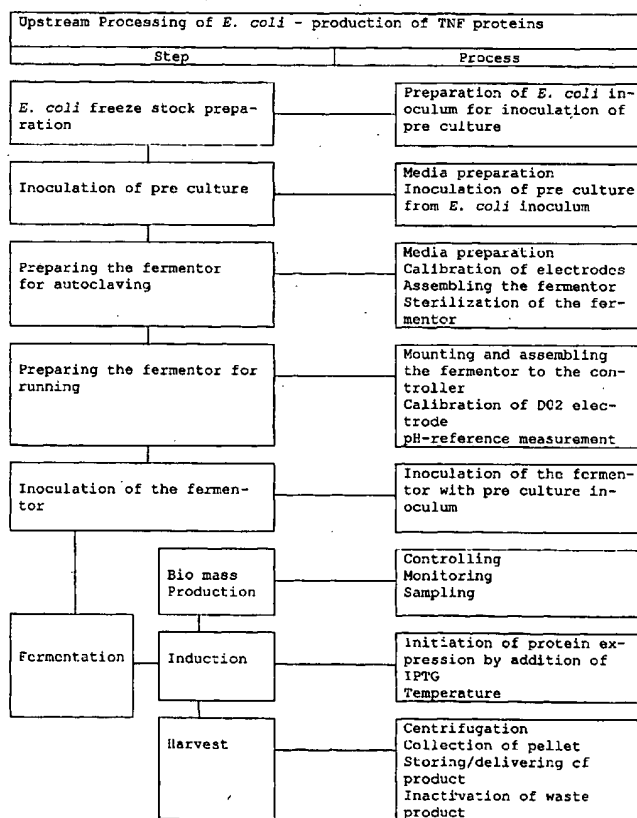 Upstream Processing of E. coli - production of TNF proteins
Step Process
E. coli freeze stock prepa-
ration
Preparation of E. coli in-
oculum for inoculation of
pre culture
Inoculation of pre culture
Media preparation
Inoculation of pre culture
from E. coli inoculum
Preparing the fermentor
for autoclaving
Media preparation
Calibration of electrodes
Assembling the fermentor
Sterilization of the fer-
mentor
Preparing the fermentor for
running
Mounting and assembling
the fermentor to the con-
troller
Calibration of DO2 elec-
trode
pH-reference measurement
Inoculation of the fermen-
tor
Inoculation of the fermen-
tor with pre culture in-
oculum
Fermentation
Bio mass
Production
Controlling
Monitoring
Sampling
Induction
Initiation of protein ex-
pression by addition of
IPTG
Temperature
Harvest
Centrifugation
Collection of pellet
Storing/delivering of
product
Inactivation of waste
product